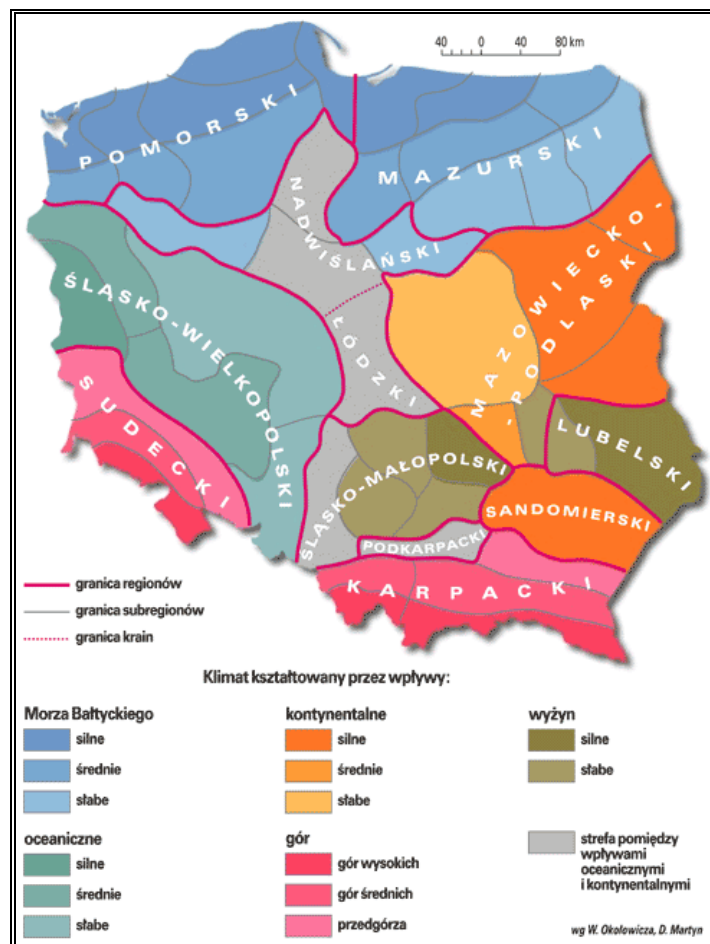 40 0 40 80 km
POMORSKI
MAZURSKI
NADWIŚLAŃSKI
MAZOWIECKO-
-PODLASKI
ŚLĄSKO-WIELKOPOLSKI
ŁÓDZKI
SUDECKI
LUBELSKI
ŚLĄSKO-MAŁOPOLSKI
SANDOMIERSKI
PODKARPACKI
KARPACKI
granica regionów
granica subregionów
granica krain
Klimat kształtowany przez wpływy:
Morza Bałtyckiego
silne
średnie
słabe
kontynentalne
silne
średnie
słabe
wyżyn
silne
słabe
oceaniczne
silne
średnie
słabe
gór
gór wysokich
gór średnich
przedgórza
strefa pomiędzy
wpływami
oceanicznymi
i kontynentalnymi
wg W. Okołowicza, D. Martyn